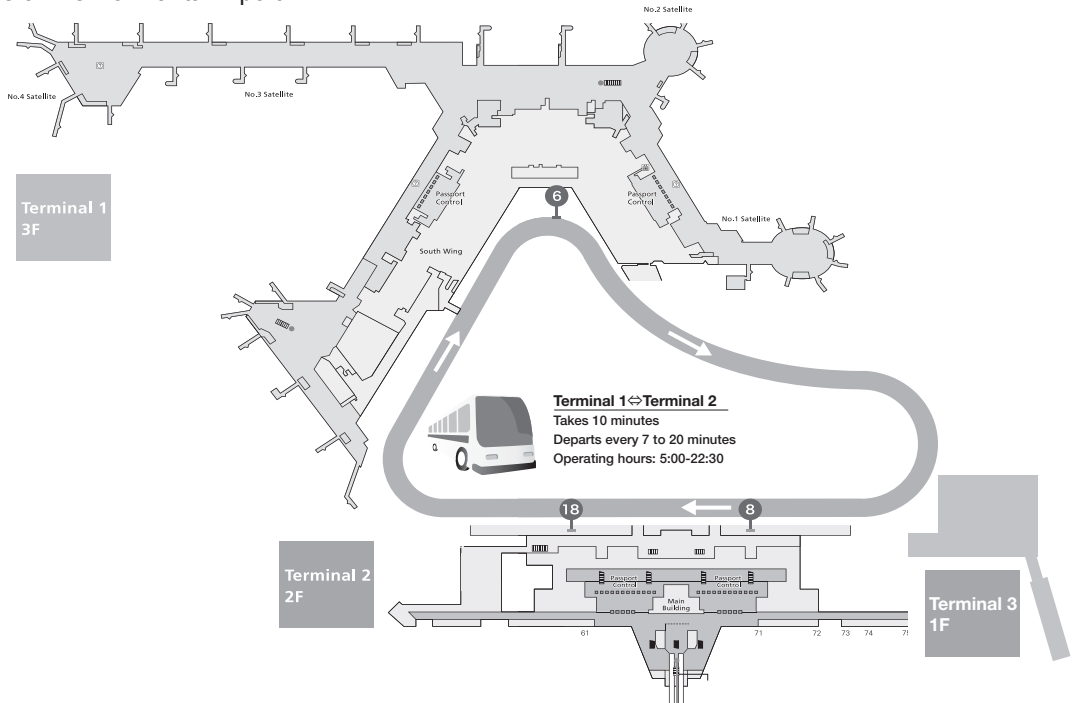 No.2 Satellite
No.4 Satellite
No.3 Satellite
Terminal 1
3F
Passport
Control
6
Passport
Control
No.1 Satellite
South Wing
Terminal 1⇔Terminal 2
Takes 10 minutes
Departs every 7 to 20 minutes
Operating hours: 5:00-22:30
18
8
Terminal 2
2F
Passport
Control
Passport
Control
Main
Building
Terminal 3
1F
61
71
72
73
74